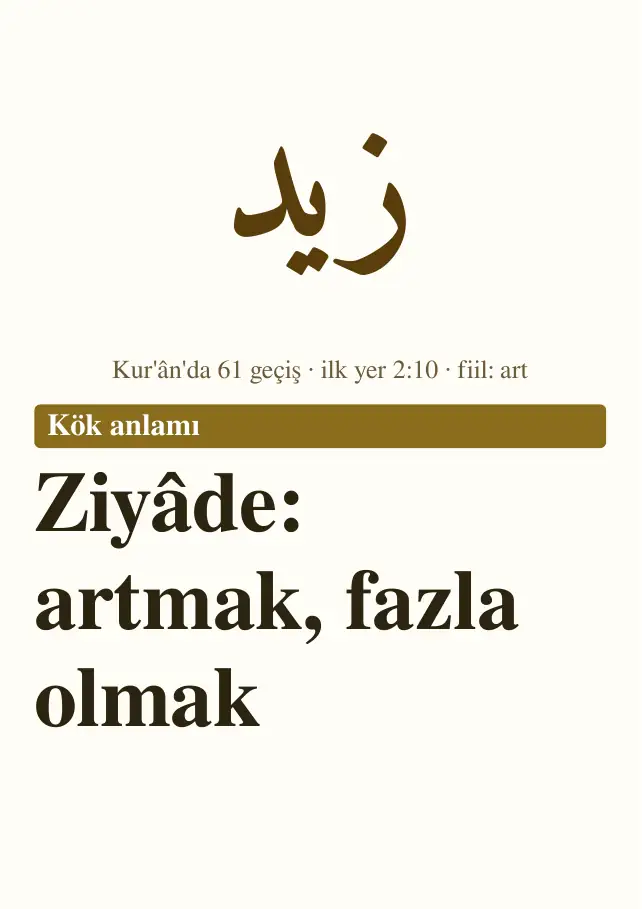 زيد
Kur'ân'da 61 geçiş · ilk yer 2:10 · fiil: art
Kök anlamı
Ziyâde:
artmak, fazla
olmak